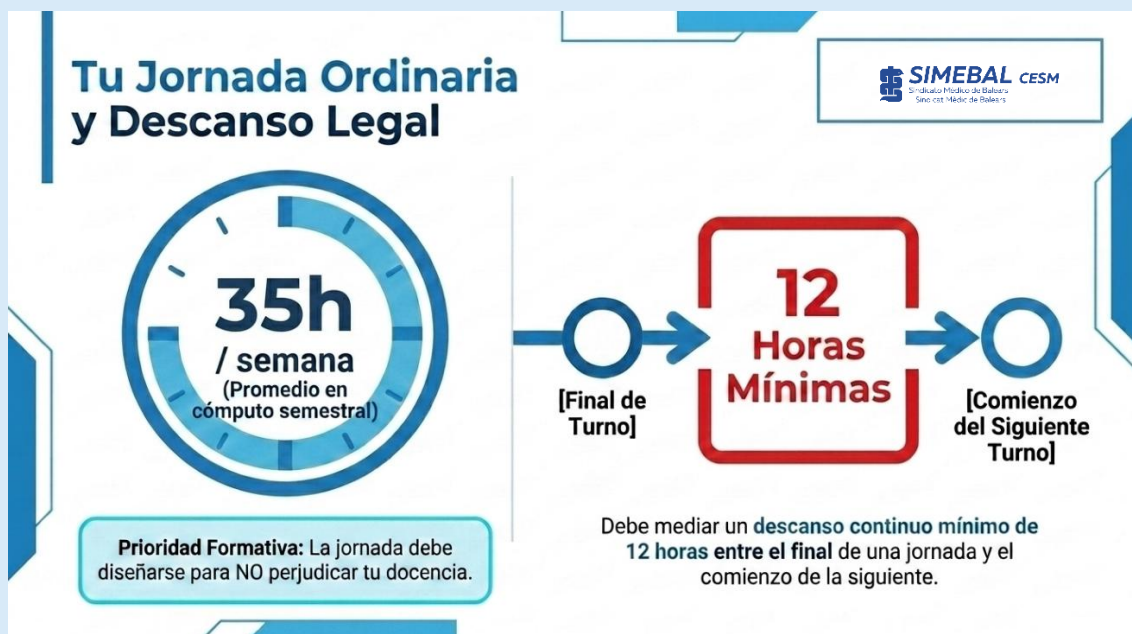 Tu Jornada Ordinaria
y Descanso Legal
SIMEBAL CESM
Sindicato Médico de Balears
Sindicat Mèdic de Balears
35h
/ semana
(Promedio en
cómputo semestral)
Prioridad Formativa: La jornada debe
diseñarse para NO perjudicar tu docencia.
[Final de
Turno]
12
Horas
Mínimas
[Comienzo
del Siguiente
Turno]
Debe mediar un descanso continuo mínimo de
12 horas entre el final de una jornada y el
comienzo de la siguiente.